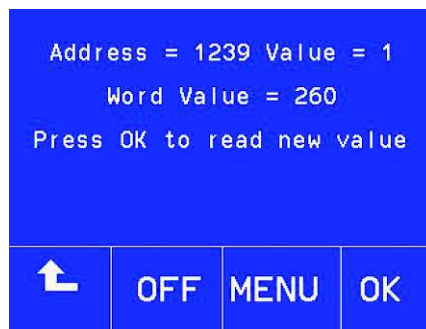 Address = 1239 Value = 1
Word Value = 260
Press OK to read new value
OFF MENU OK